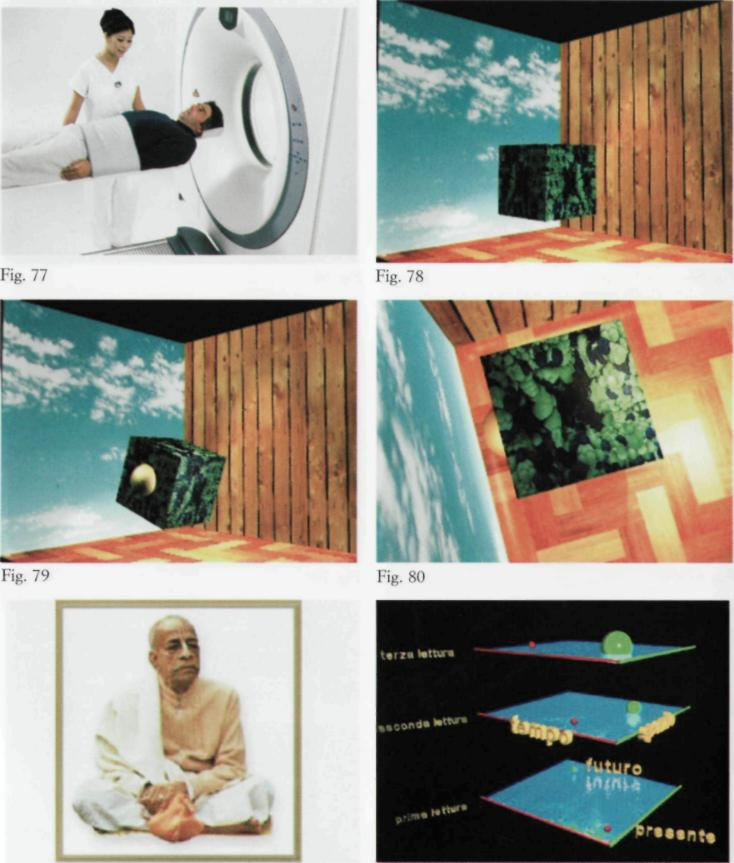 Fig. 77
Fig. 78
Fig. 79
Fig. 80
terza lettura
seconda lettura
tempo
futuro
prima lettura
presente